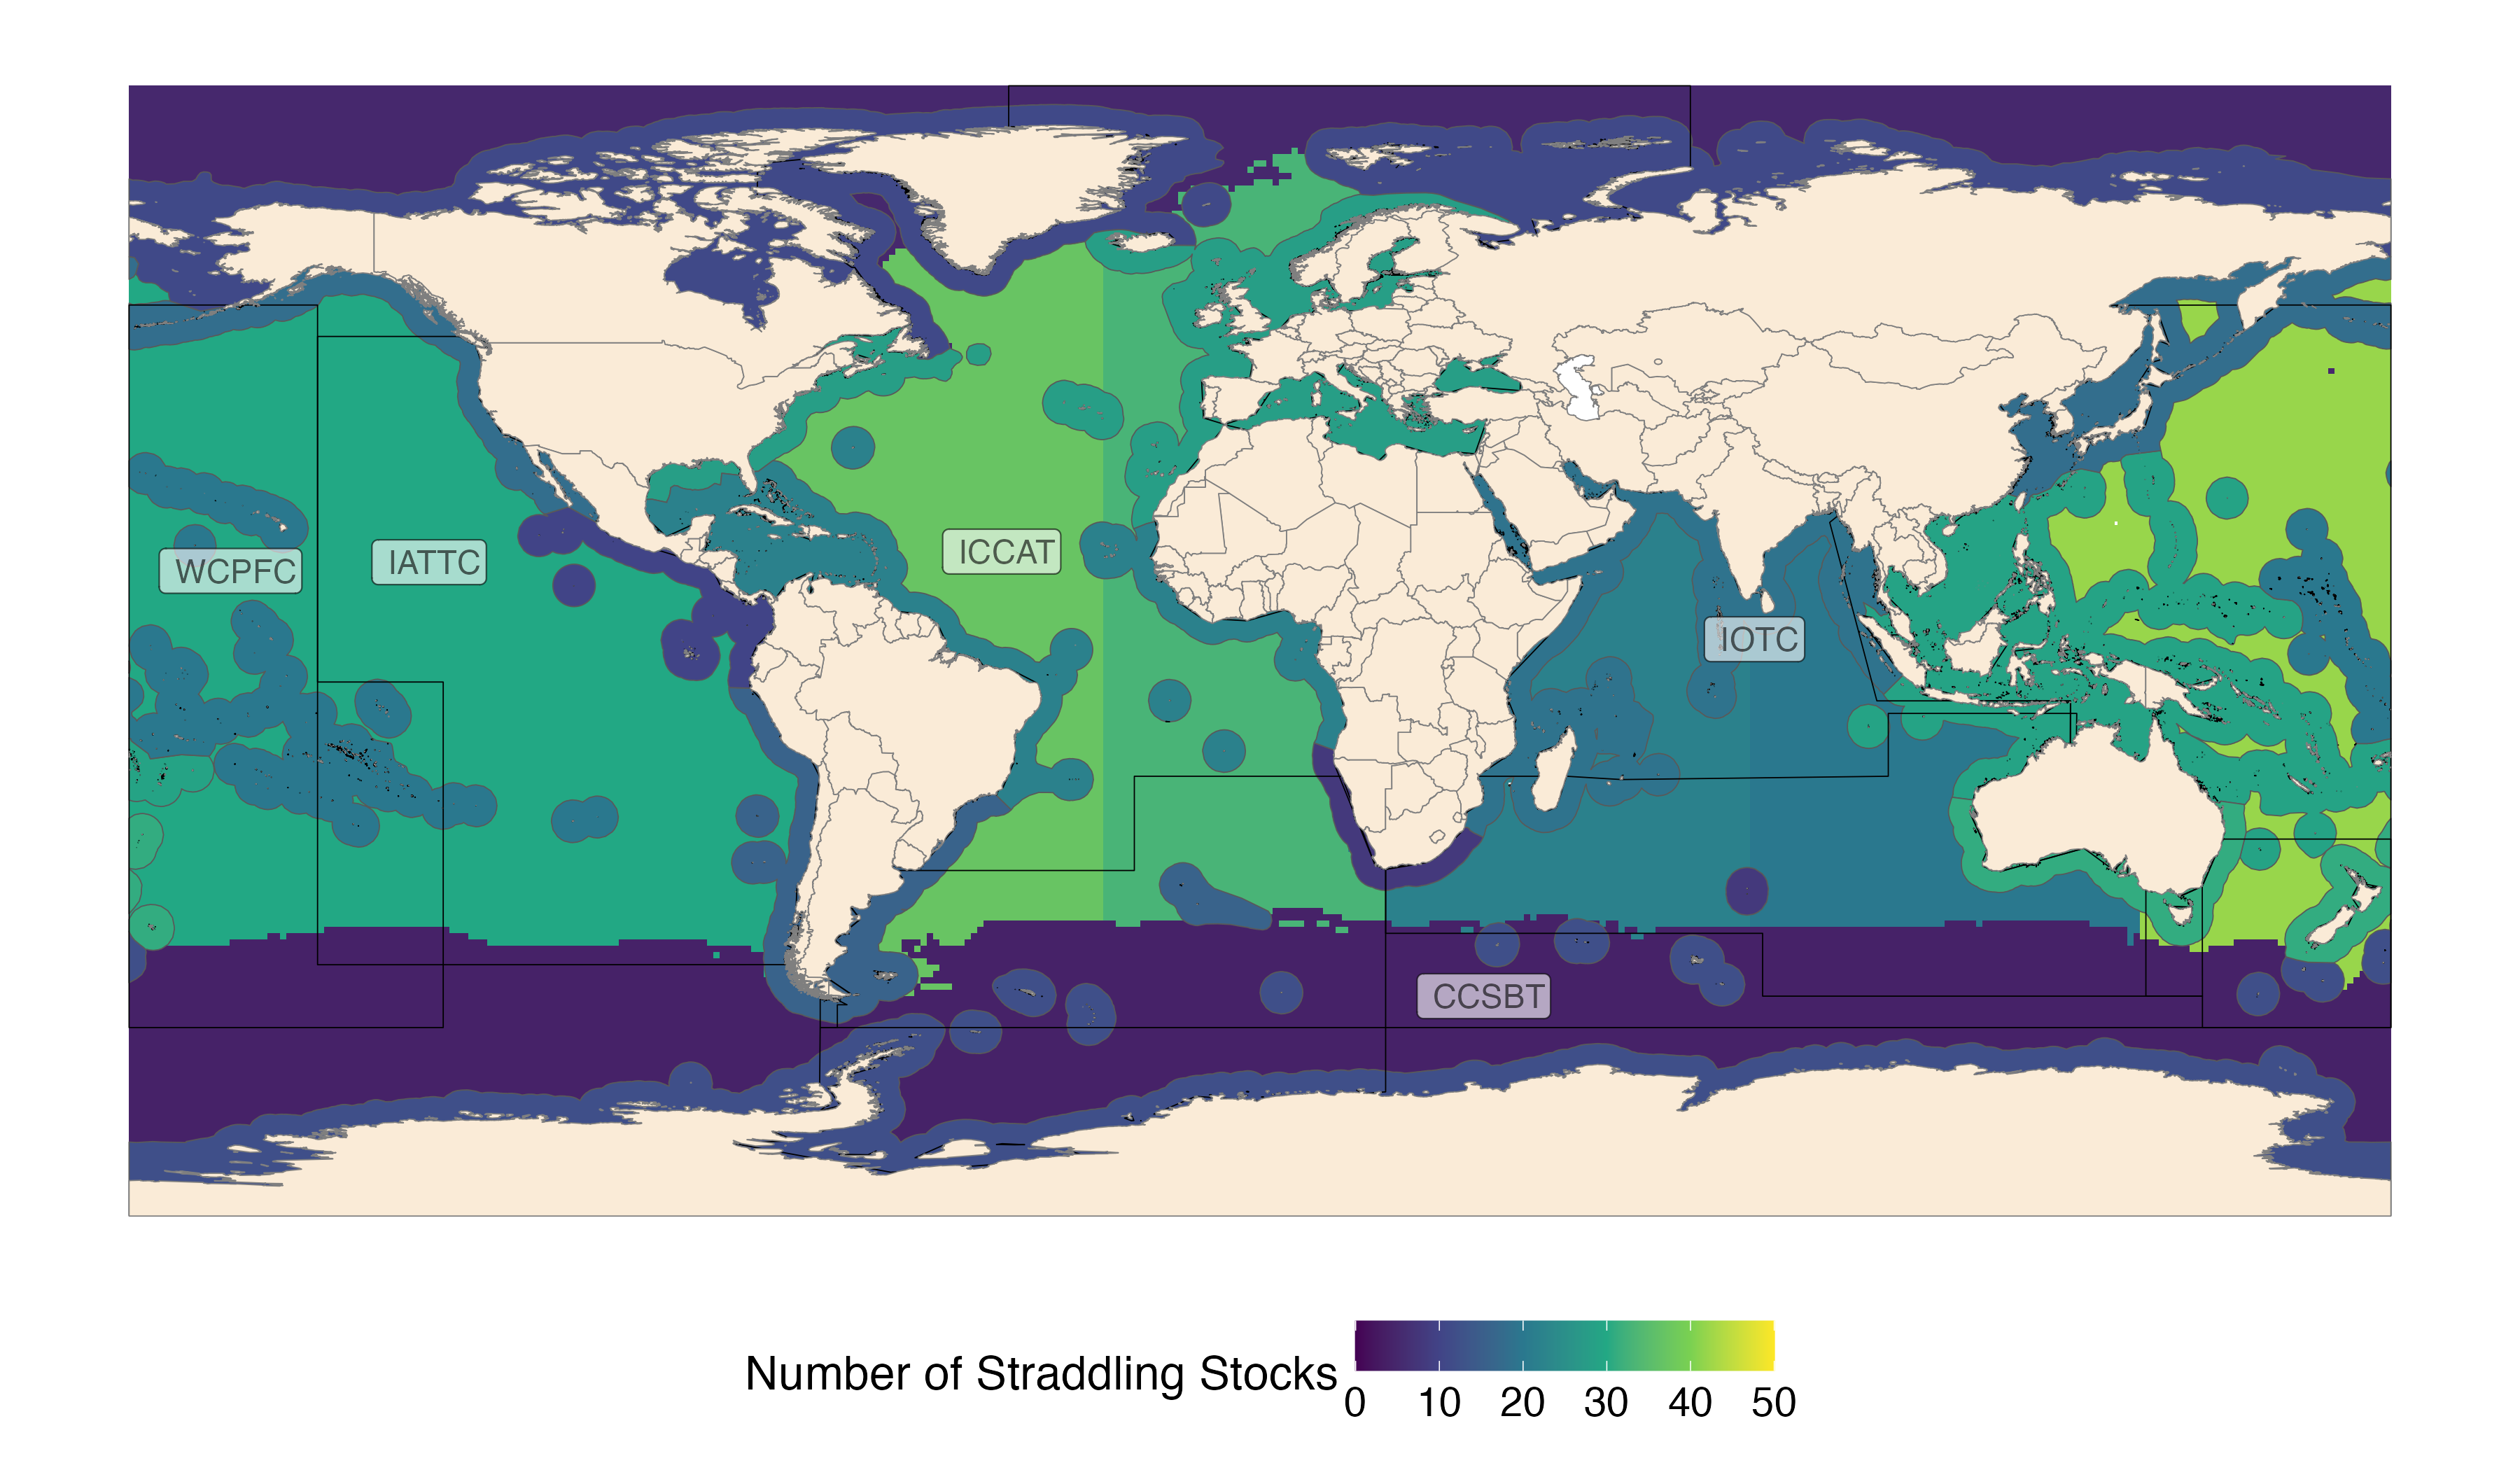 ICCAT
WCPFC
IATTC
IOTC
CCSBT
Number of Straddling Stocks
0 10 20 30 40 50